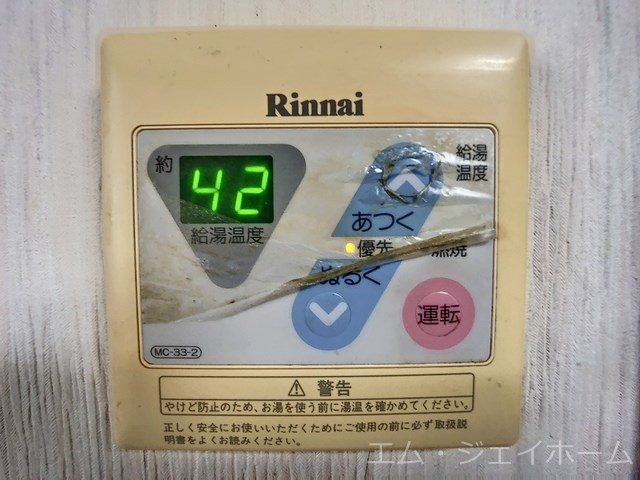 Rinnai
約
42
給湯温度
給湯
温度
あつく
優先
燃焼
ぬるく
運転
MC-33-2
⚠ 警告
やけど防止のため、お湯を使う前に湯温を確かめてください。
正しく安全にお使いいただくためにご使用の前に必ず取扱説
明書をよくお読みください。
エム・ジェイホーム